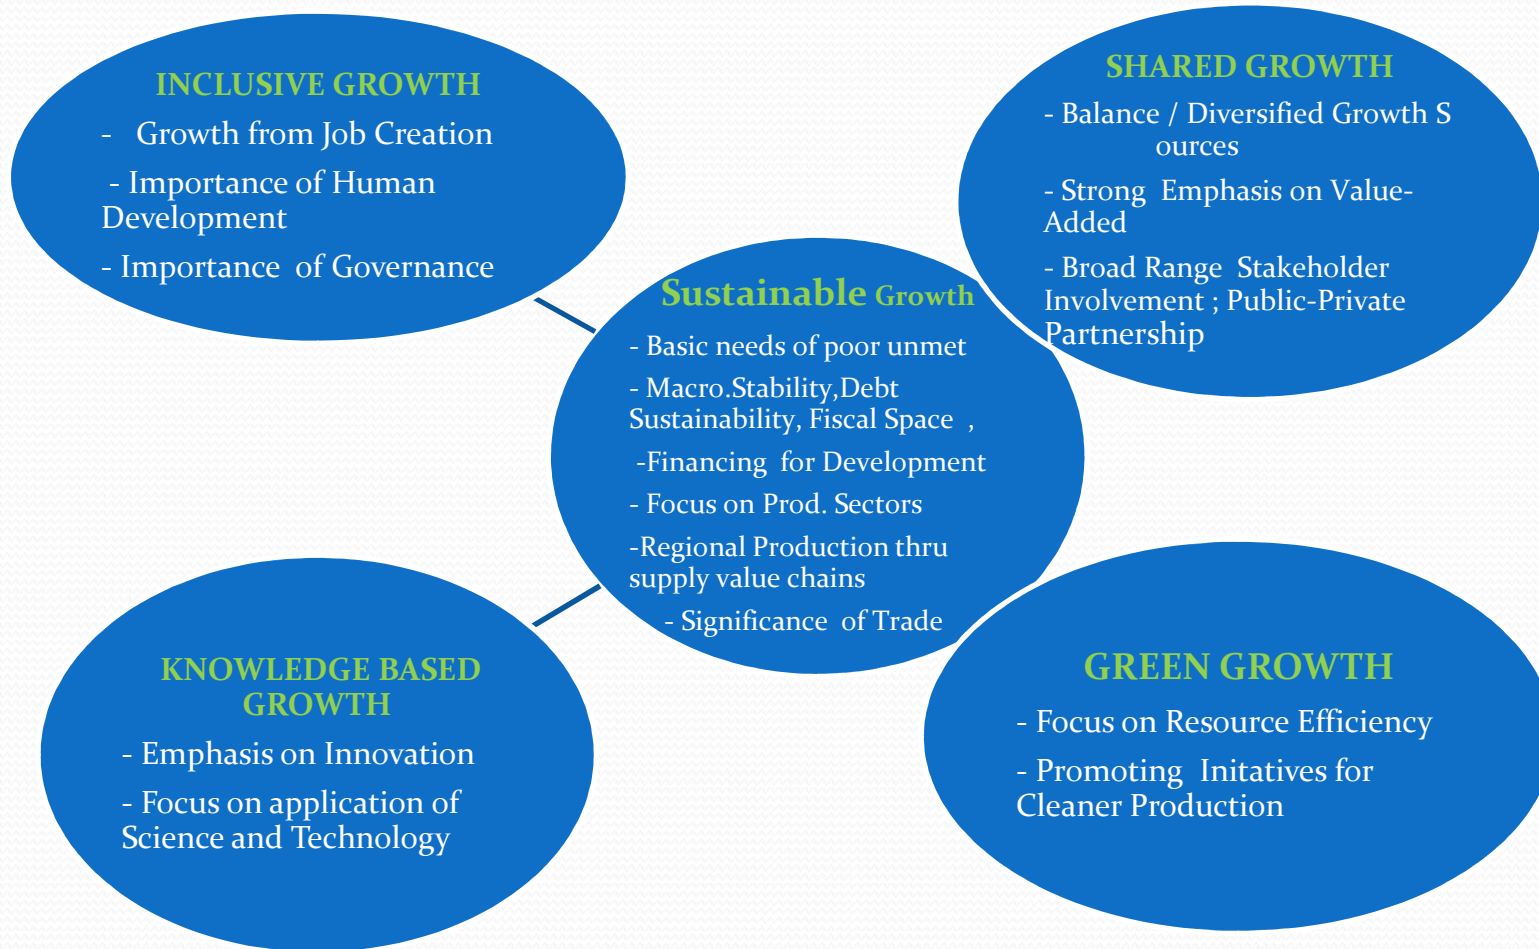 INCLUSIVE GROWTH
- Growth from Job Creation
- Importance of Human
Development
- Importance of Governance
SHARED GROWTH
- Balance / Diversified Growth S
ources
- Strong Emphasis on Value-
Added
- Broad Range Stakeholder
Involvement ; Public-Private
Partnership
Sustainable Growth
- Basic needs of poor unmet
- Macro.Stability,Debt
Sustainability, Fiscal Space ,
-Financing for Development
- Focus on Prod. Sectors
-Regional Production thru
supply value chains
- Significance of Trade
KNOWLEDGE BASED
GROWTH
- Emphasis on Innovation
- Focus on application of
Science and Technology
GREEN GROWTH
- Focus on Resource Efficiency
- Promoting Initatives for
Cleaner Production